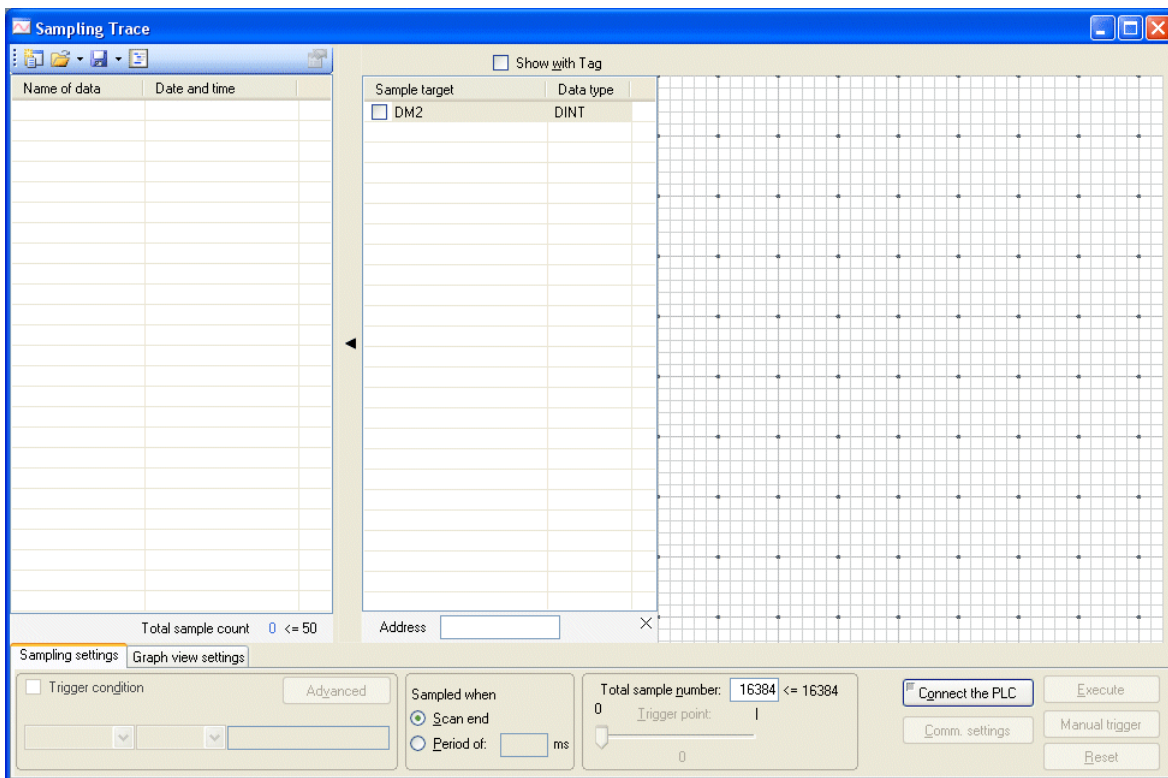 Sampling Trace
Show with Tag
Name of data Date and time
Sample target Data type
DM2 DINT
Total sample count 0 <= 50
Address
Sampling settings Graph view settings
Trigger condition Advanced
Sampled when
Scan end
Period of: ms
Total sample number: 16384 <= 16384
0 Trigger point:
0
Connect the PLC
Comm. settings
Execute
Manual trigger
Reset